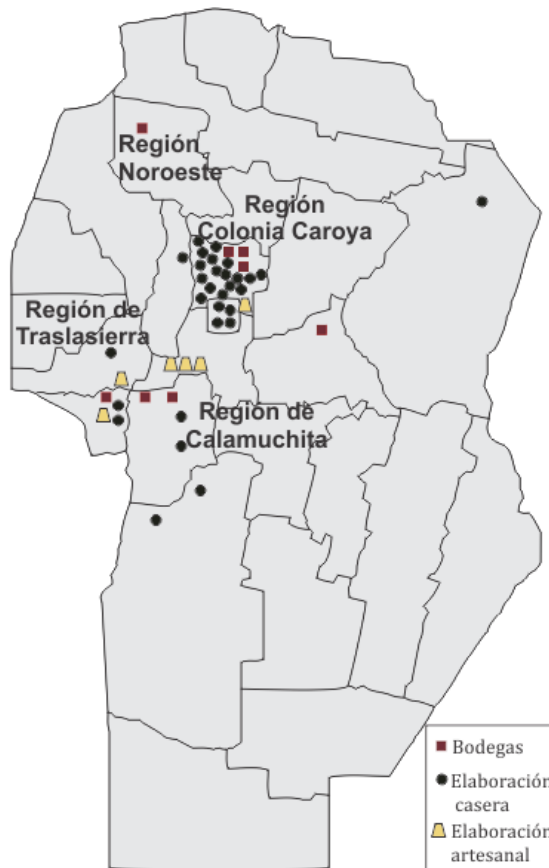 Región
Noroeste
Región
Colonia Caroya
Región de
Traslasierra
Región de
Calamuchita
Bodegas
Elaboración
casera
Elaboración
artesanal